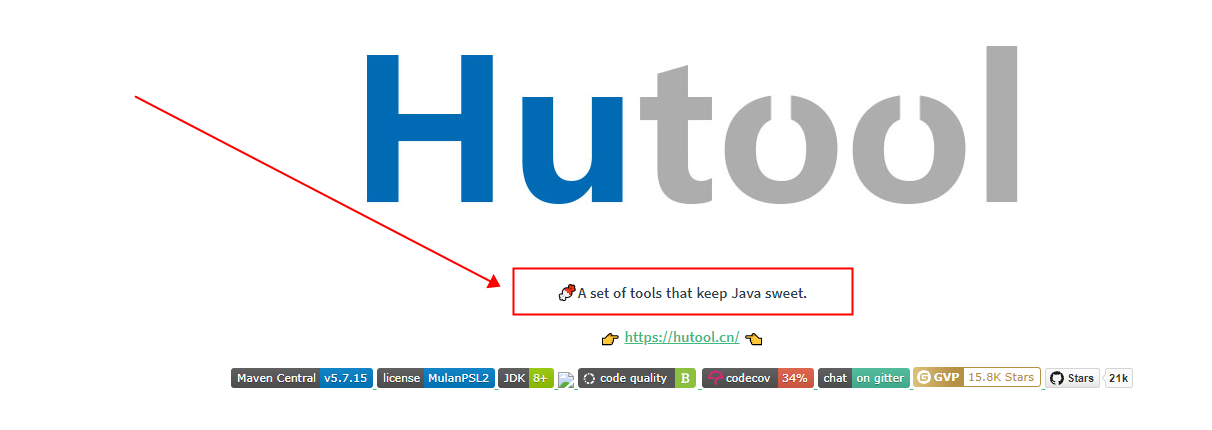 Hutool
A set of tools that keep Java sweet.
https://hutool.cn/
Maven Central v5.7.15 license MulanPSL2 JDK 8+ code quality B codecov 34% chat on gitter G GVP 15.8K Stars Stars 21k